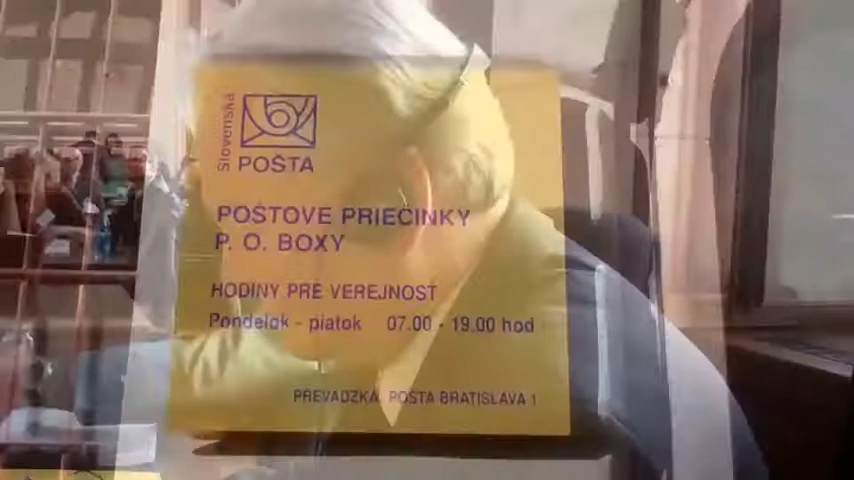 Slovenská
POŠTA
POŠTOVÉ PRIEČINKY
P. O. BOXY
HODINY PRE VEREJNOSŤ
Pondelok - piatok 07.00 - 19.00 hod
PREVÁDZKA POŠTA BRATISLAVA 1